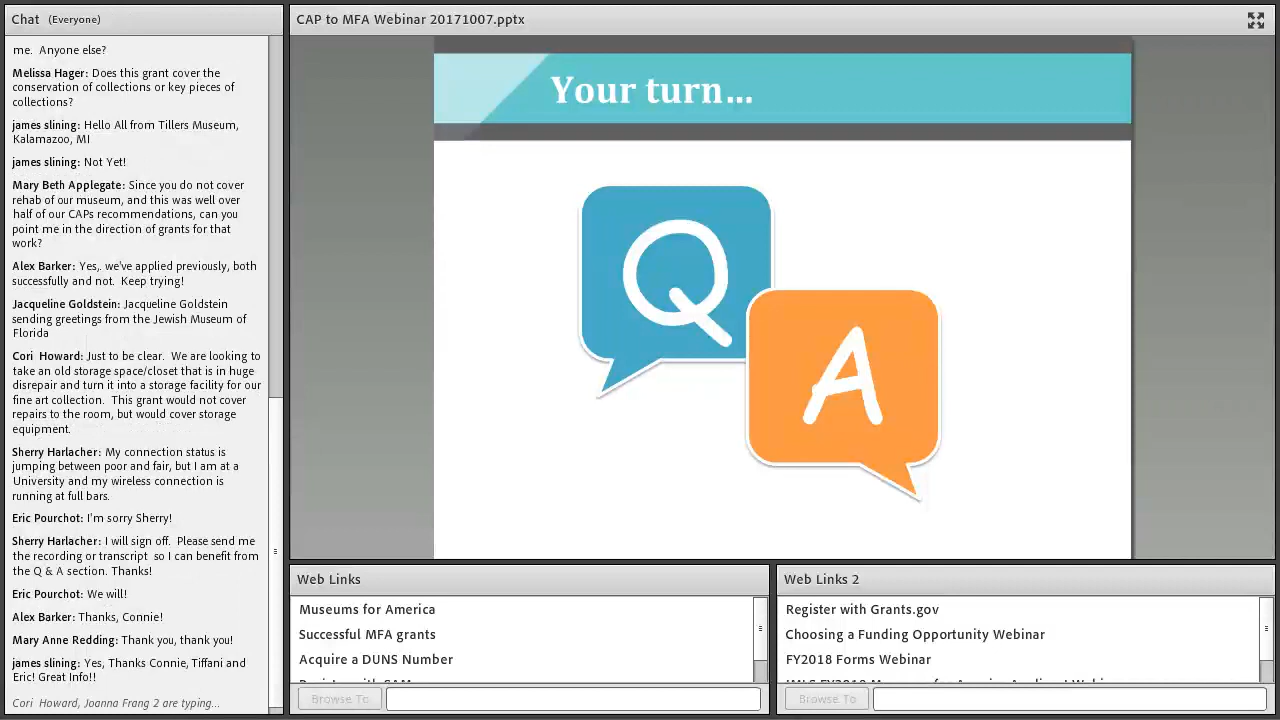 Chat (Everyone)
me. Anyone else?
Melissa Hager: Does this grant cover the
conservation of collections or key pieces of
collections?
james slining: Hello All from Tillers Museum,
Kalamazoo, MI
james slining: Not Yet!
Mary Beth Applegate: Since you do not cover
rehab of our museum, and this was well over
half of our CAPs recommendations, can you
point me in the direction of grants for that
work?
Alex Barker: Yes,. we've applied previously, both
successfully and not. Keep trying!
Jacqueline Goldstein: Jacqueline Goldstein
sending greetings from the Jewish Museum of
Florida
Cori Howard: Just to be clear. We are looking to
take an old storage space/closet that is in huge
disrepair and turn it into a storage facility for our
fine art collection. This grant would not cover
repairs to the room, but would cover storage
equipment.
Sherry Harlacher: My connection status is
jumping between poor and fair, but I am at a
University and my wireless connection is
running at full bars.
Eric Pourchot: I'm sorry Sherry!
Sherry Harlacher: I will sign off. Please send me
the recording or transcript so I can benefit from
the Q & A section. Thanks!
Eric Pourchot: We will!
Alex Barker: Thanks, Connie!
Mary Anne Redding: Thank you, thank you!
james slining: Yes, Thanks Connie, Tiffani and
Eric! Great Info!!
CAP to MFA Webinar 20171007.pptx
Your turn...
Q
A
Web Links
Museums for America
Successful MFA grants
Acquire a DUNS Number
Browse To
Web Links 2
Register with Grants.gov
Choosing a Funding Opportunity Webinar
FY2018 Forms Webinar
Browse To